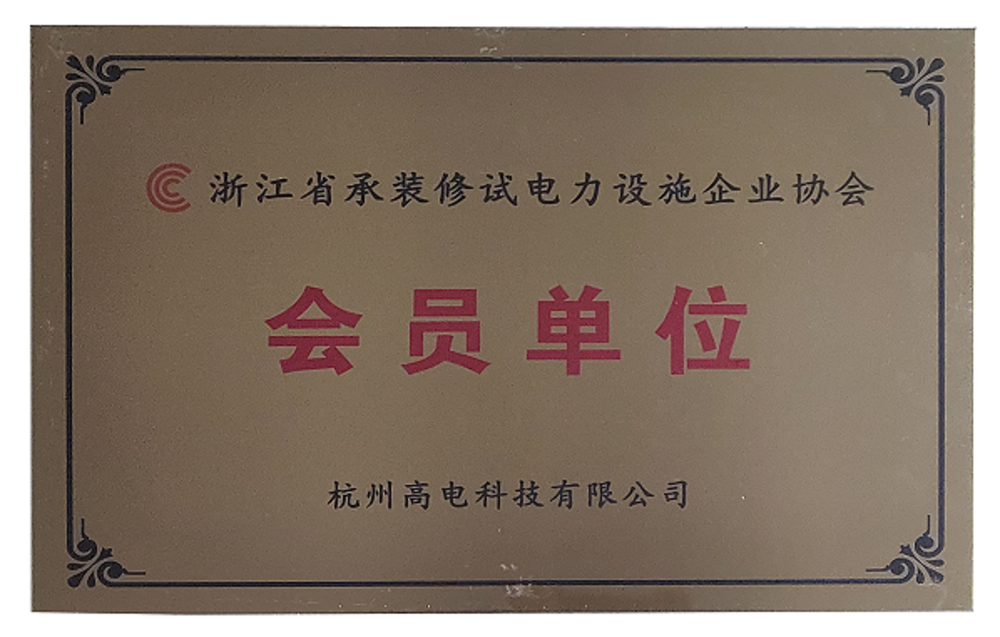 浙江省承装修试电力设施企业协会
会员单位
杭州高电科技有限公司